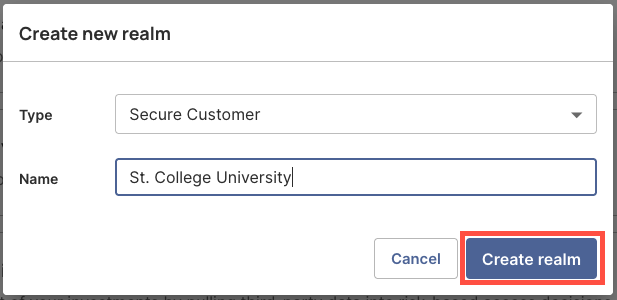 Create new realm
Type
Secure Customer
Name
St. College University
Cancel
Create realm